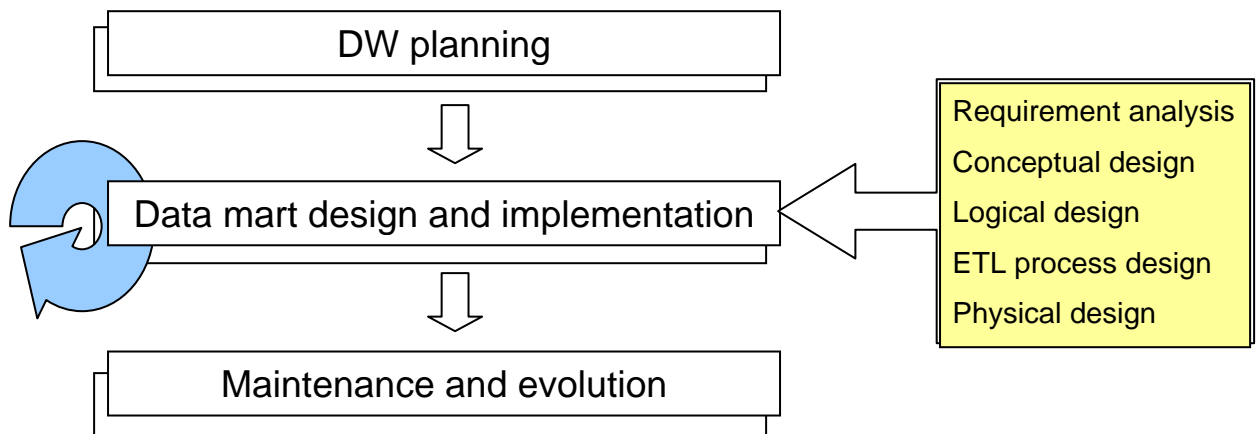 DW planning
Data mart design and implementation
Maintenance and evolution
Requirement analysis
Conceptual design
Logical design
ETL process design
Physical design